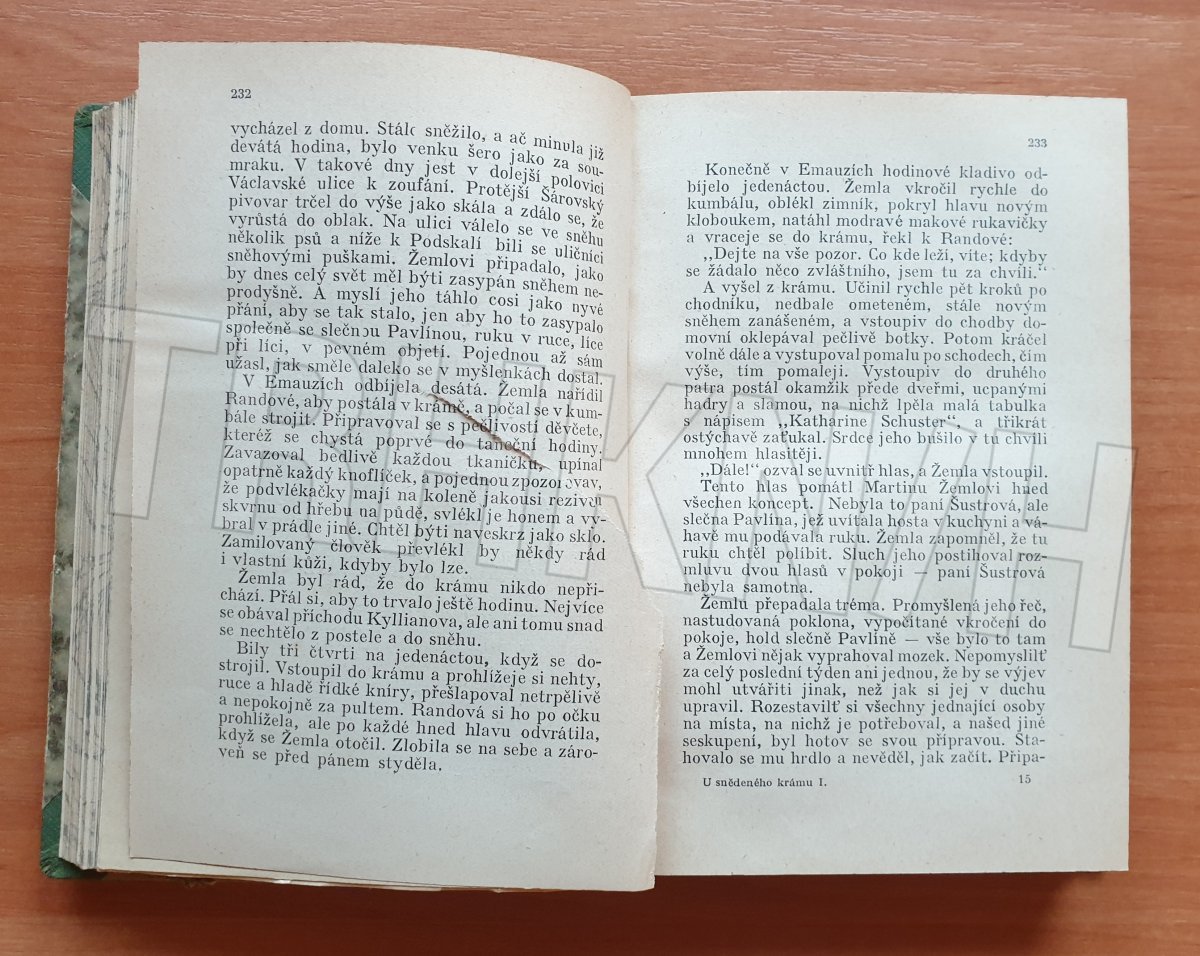 232
vycházel z domu. Stále sněžilo, a ač minula již
devátá hodina, bylo venku šero jako za sou-
mraku. V takové dny jest v dolejší polovici
Václavské ulice k zoufání. Protější Šárovský
pivovar trčel do výše jako skála a zdálo se, že
vyrůstá do oblak. Na ulici válelo se ve sněhu
několik psů a níže k Podskalí bili se uličníci
sněhovými puškami. Žemlovi připadalo, jako
by dnes celý svět měl býti zasypán sněhem ne-
prodyšně. A myslí jeho táhlo cosi jako nyvé
přání, aby se tak stalo, jen aby ho to zasypalo
společně se slečnou Pavlínou, ruku v ruce, líce
při líci, v pevném objetí. Pojednou až sám
užasl, jak směle daleko se v myšlenkách dostal.
V Emauzích odbíjela desátá. Žemla nařídil
Randové, aby postála v krámě, a počal se v kum-
bále strojit. Připravoval se s pečlivostí děvčete,
kteréž se chystá poprvé do taneční hodiny.
Zavazoval bedlivě každou tkaničku, upínal
opatrně každý knoflíček, a pojednou zpozorovav,
že podvlékačky mají na koleně jakousi rezivou
skvrnu od hřebu na půdě, svlékl je honem a vy-
bral v prádle jiné. Chtěl býti naveskrz jako sklo.
Zamilovaný člověk převlékl by někdy rád
i vlastní kůži, kdyby bylo lze.
Žemla byl rád, že do krámu nikdo nepři-
chází. Přál si, aby to trvalo ještě hodinu. Nejvíce
se obával příchodu Kyllianova, ale ani tomu snad
se nechtělo z postele a do sněhu.
Bily tři čtvrti na jedenáctou, když se do-
strojil. Vstoupil do krámu a prohlížeje si nehty,
ruce a hladě řídké kníry, přešlapoval netrpělivě
a nepokojně za pultem. Randová si ho po očku
prohlížela, ale po každé hned hlavu odvrátila,
když se Žemla otočil. Zlobila se na sebe a záro-
veň se před pánem styděla.
233
Konečně v Emauzích hodinové kladivo od-
bíjelo jedenáctou. Žemla vkročil rychle do
kumbálu, oblékl zimník, pokryl hlavu novým
kloboukem, natáhl modravé makové rukavičky
a vraceje se do krámu, řekl k Randové:
„Dejte na vše pozor. Co kde leží, víte; kdyby
se žádalo něco zvláštního, jsem tu za chvíli.“
A vyšel z krámu. Učinil rychle pět kroků po
chodníku, nedbale ometeném, stále novým
sněhem zanášeném, a vstoupiv do chodby do-
movní oklepával pečlivě botky. Potom kráčel
volně dále a vystupoval pomalu po schodech, čím
výše, tím pomaleji. Vystoupiv do druhého
patra postál okamžik přede dveřmi, ucpanými
hadry a slamou, na nichž lpěla malá tabulka
s nápisem „Katharine Schuster“, a třikrát
ostýchavě zaťukal. Srdce jeho bušilo v tu chvíli
mnohem hlasitěji.
„Dále!“ ozval se uvnitř hlas, a Žemla vstoupil.
Tento hlas pomátl Martinu Žemlovi hned
všechen koncept. Nebyla to paní Šustrová, ale
slečna Pavlína, jež uvítala hosta v kuchyni a vá-
havě mu podávala ruku. Žemla zapomněl, že tu
ruku chtěl políbit. Sluch jeho postihoval roz-
mluvu dvou hlasů v pokoji — paní Šustrová
nebyla samotna.
Žemlu přepadala tréma. Promyšlená jeho řeč,
nastudovaná poklona, vypočítané vkročení do
pokoje, hold slečně Pavlíně — vše bylo to tam
a Žemlovi nějak vyprahoval mozek. Nepomyslilť
za celý poslední týden ani jednou, že by se výjev
mohl utvářiti jinak, než jak si jej v duchu
upravil. Rozestavilť si všechny jednající osoby
na místa, na nichž je potřeboval, a našed jiné
seskupení, byl hotov se svou přípravou. Sta-
hovalo se mu hrdlo a nevěděl, jak začít. Připa-
U snědeného krámu I. 15
ТРЕКНИН